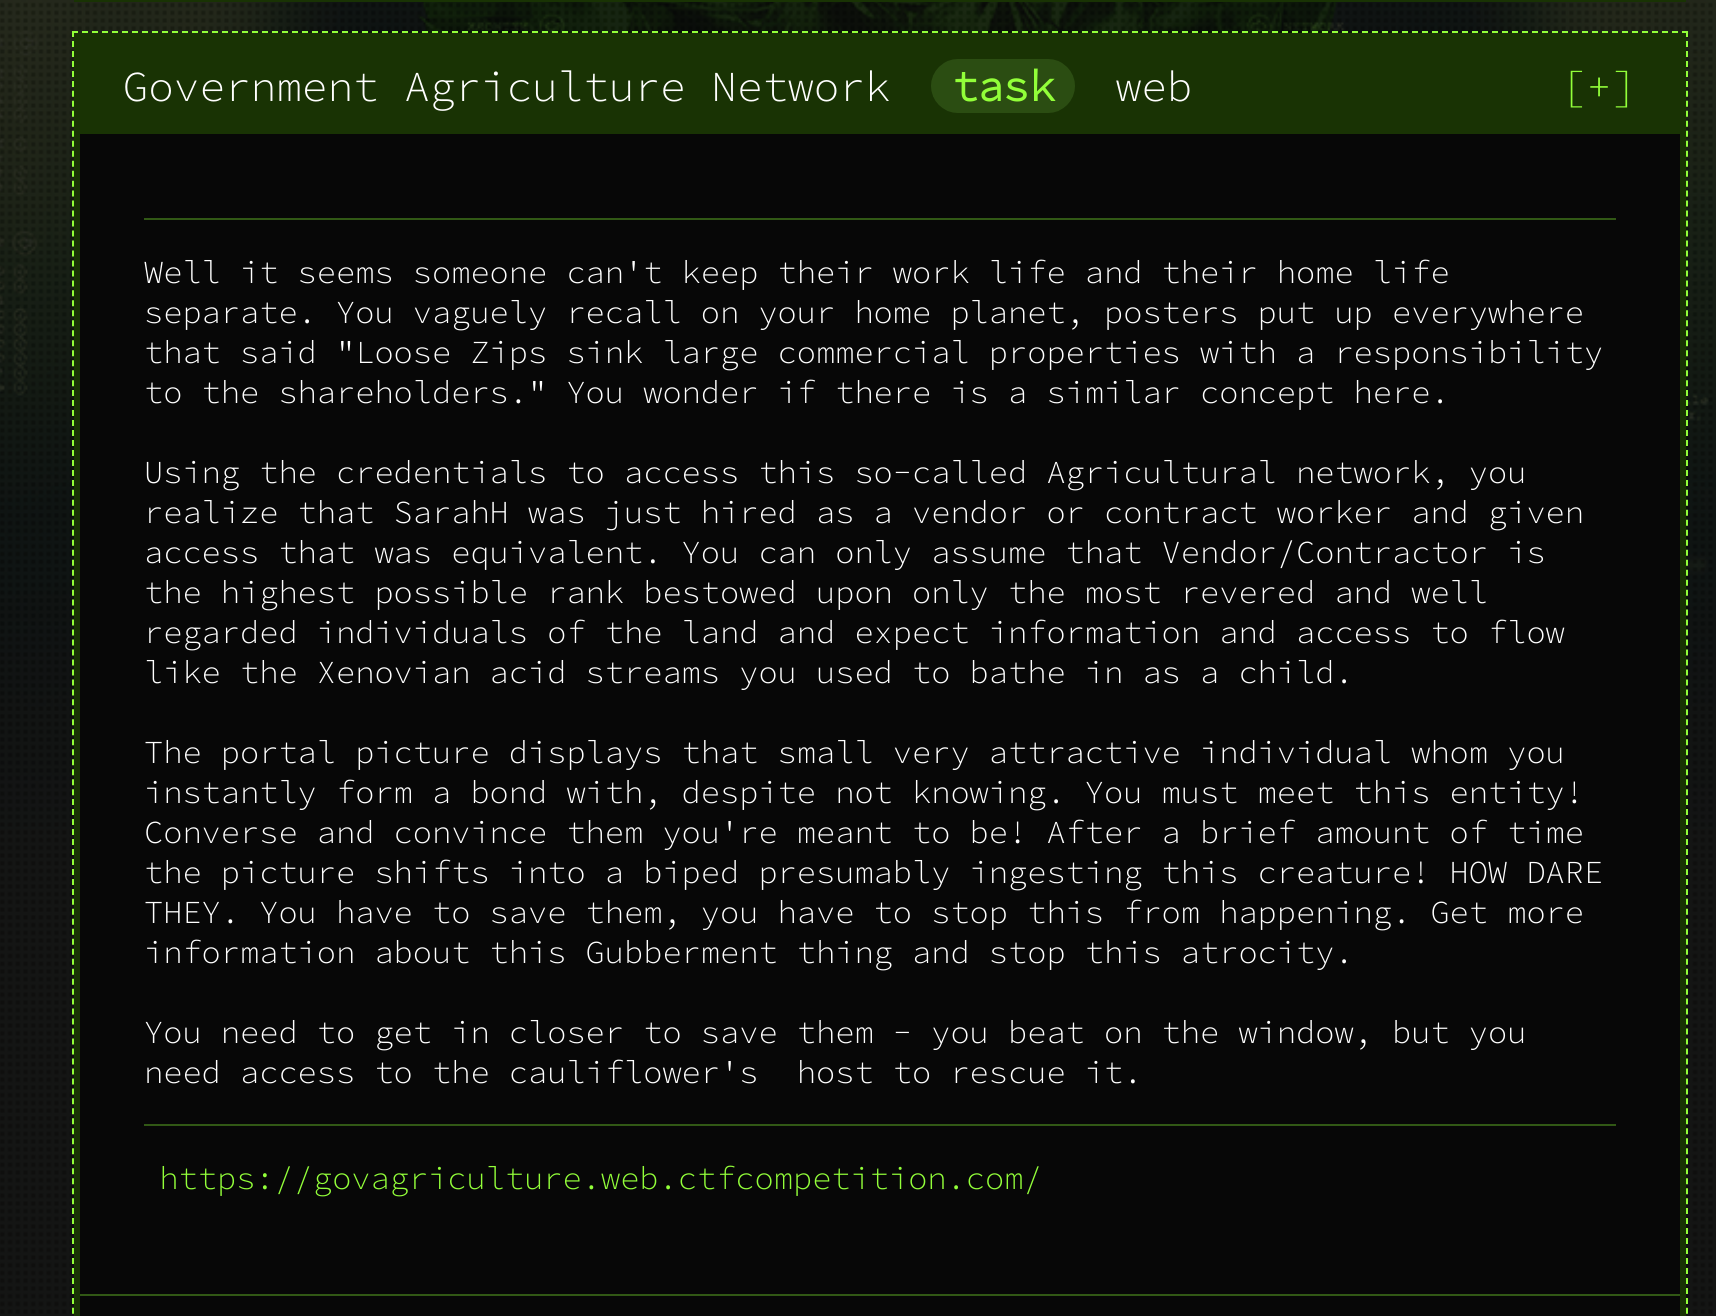 Government Agriculture Network task web [+]
Well it seems someone can't keep their work life and their home life
separate. You vaguely recall on your home planet, posters put up everywhere
that said "Loose Zips sink large commercial properties with a responsibility
to the shareholders." You wonder if there is a similar concept here.
Using the credentials to access this so-called Agricultural network, you
realize that SarahH was just hired as a vendor or contract worker and given
access that was equivalent. You can only assume that Vendor/Contractor is
the highest possible rank bestowed upon only the most revered and well
regarded individuals of the land and expect information and access to flow
like the Xenovian acid streams you used to bathe in as a child.
The portal picture displays that small very attractive individual whom you
instantly form a bond with, despite not knowing. You must meet this entity!
Converse and convince them you're meant to be! After a brief amount of time
the picture shifts into a biped presumably ingesting this creature! HOW DARE
THEY. You have to save them, you have to stop this from happening. Get more
information about this Gubberment thing and stop this atrocity.
You need to get in closer to save them - you beat on the window, but you
need access to the cauliflower's  host to rescue it.
https://govagriculture.web.ctfcompetition.com/